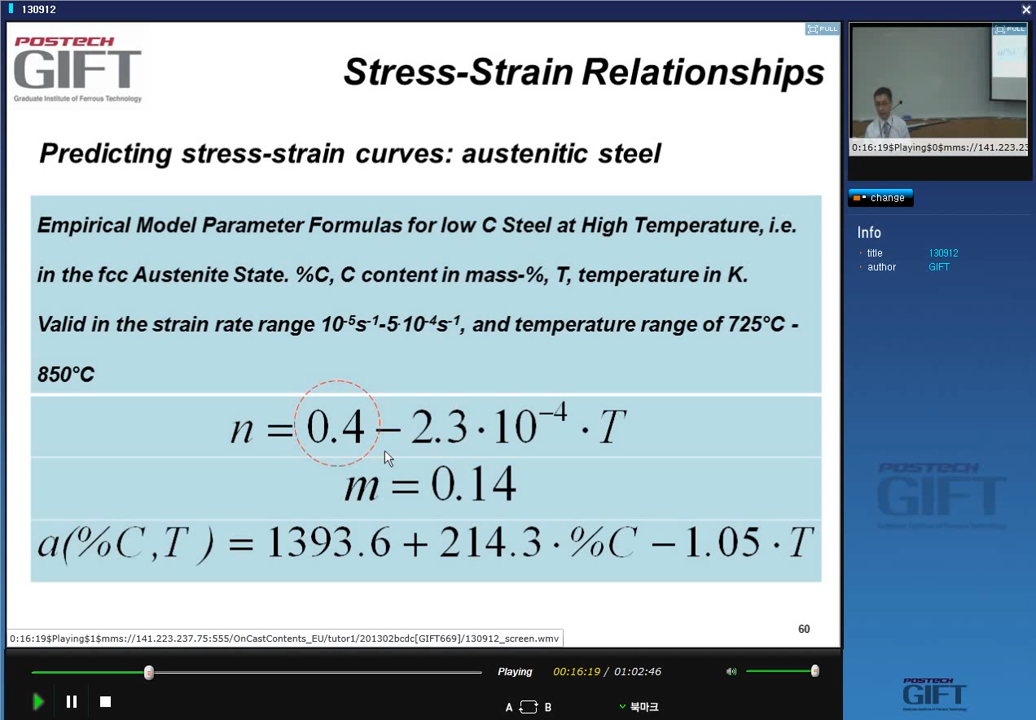 130912
FULL
FULL
POSTECH
GIFT
Graduate Institute of Ferrous Technology
Stress-Strain Relationships
Predicting stress-strain curves: austenitic steel
Empirical Model Parameter Formulas for low C Steel at High Temperature, i.e.
in the fcc Austenite State. %C, C content in mass-%, T, temperature in K.
Valid in the strain rate range 10⁻⁵s⁻¹-5·10⁻⁴s⁻¹, and temperature range of 725°C -
850°C
n = 0.4 − 2.3·10⁻⁴·T
m = 0.14
a(%C,T ) = 1393.6 + 214.3·%C − 1.05·T
60
0:16:19$Playing$1$mms://141.223.237.75:555/OnCastContents_EU/tutor1/201302bcdc[GIFT669]/130912_screen.wmv
Playing 00:16:19 / 01:02:46
A B 북마크
0:16:19$Playing$0$mms://141.223.23
change
Info
title 130912
author GIFT
POSTECH
GIFT
POSTECH
GIFT